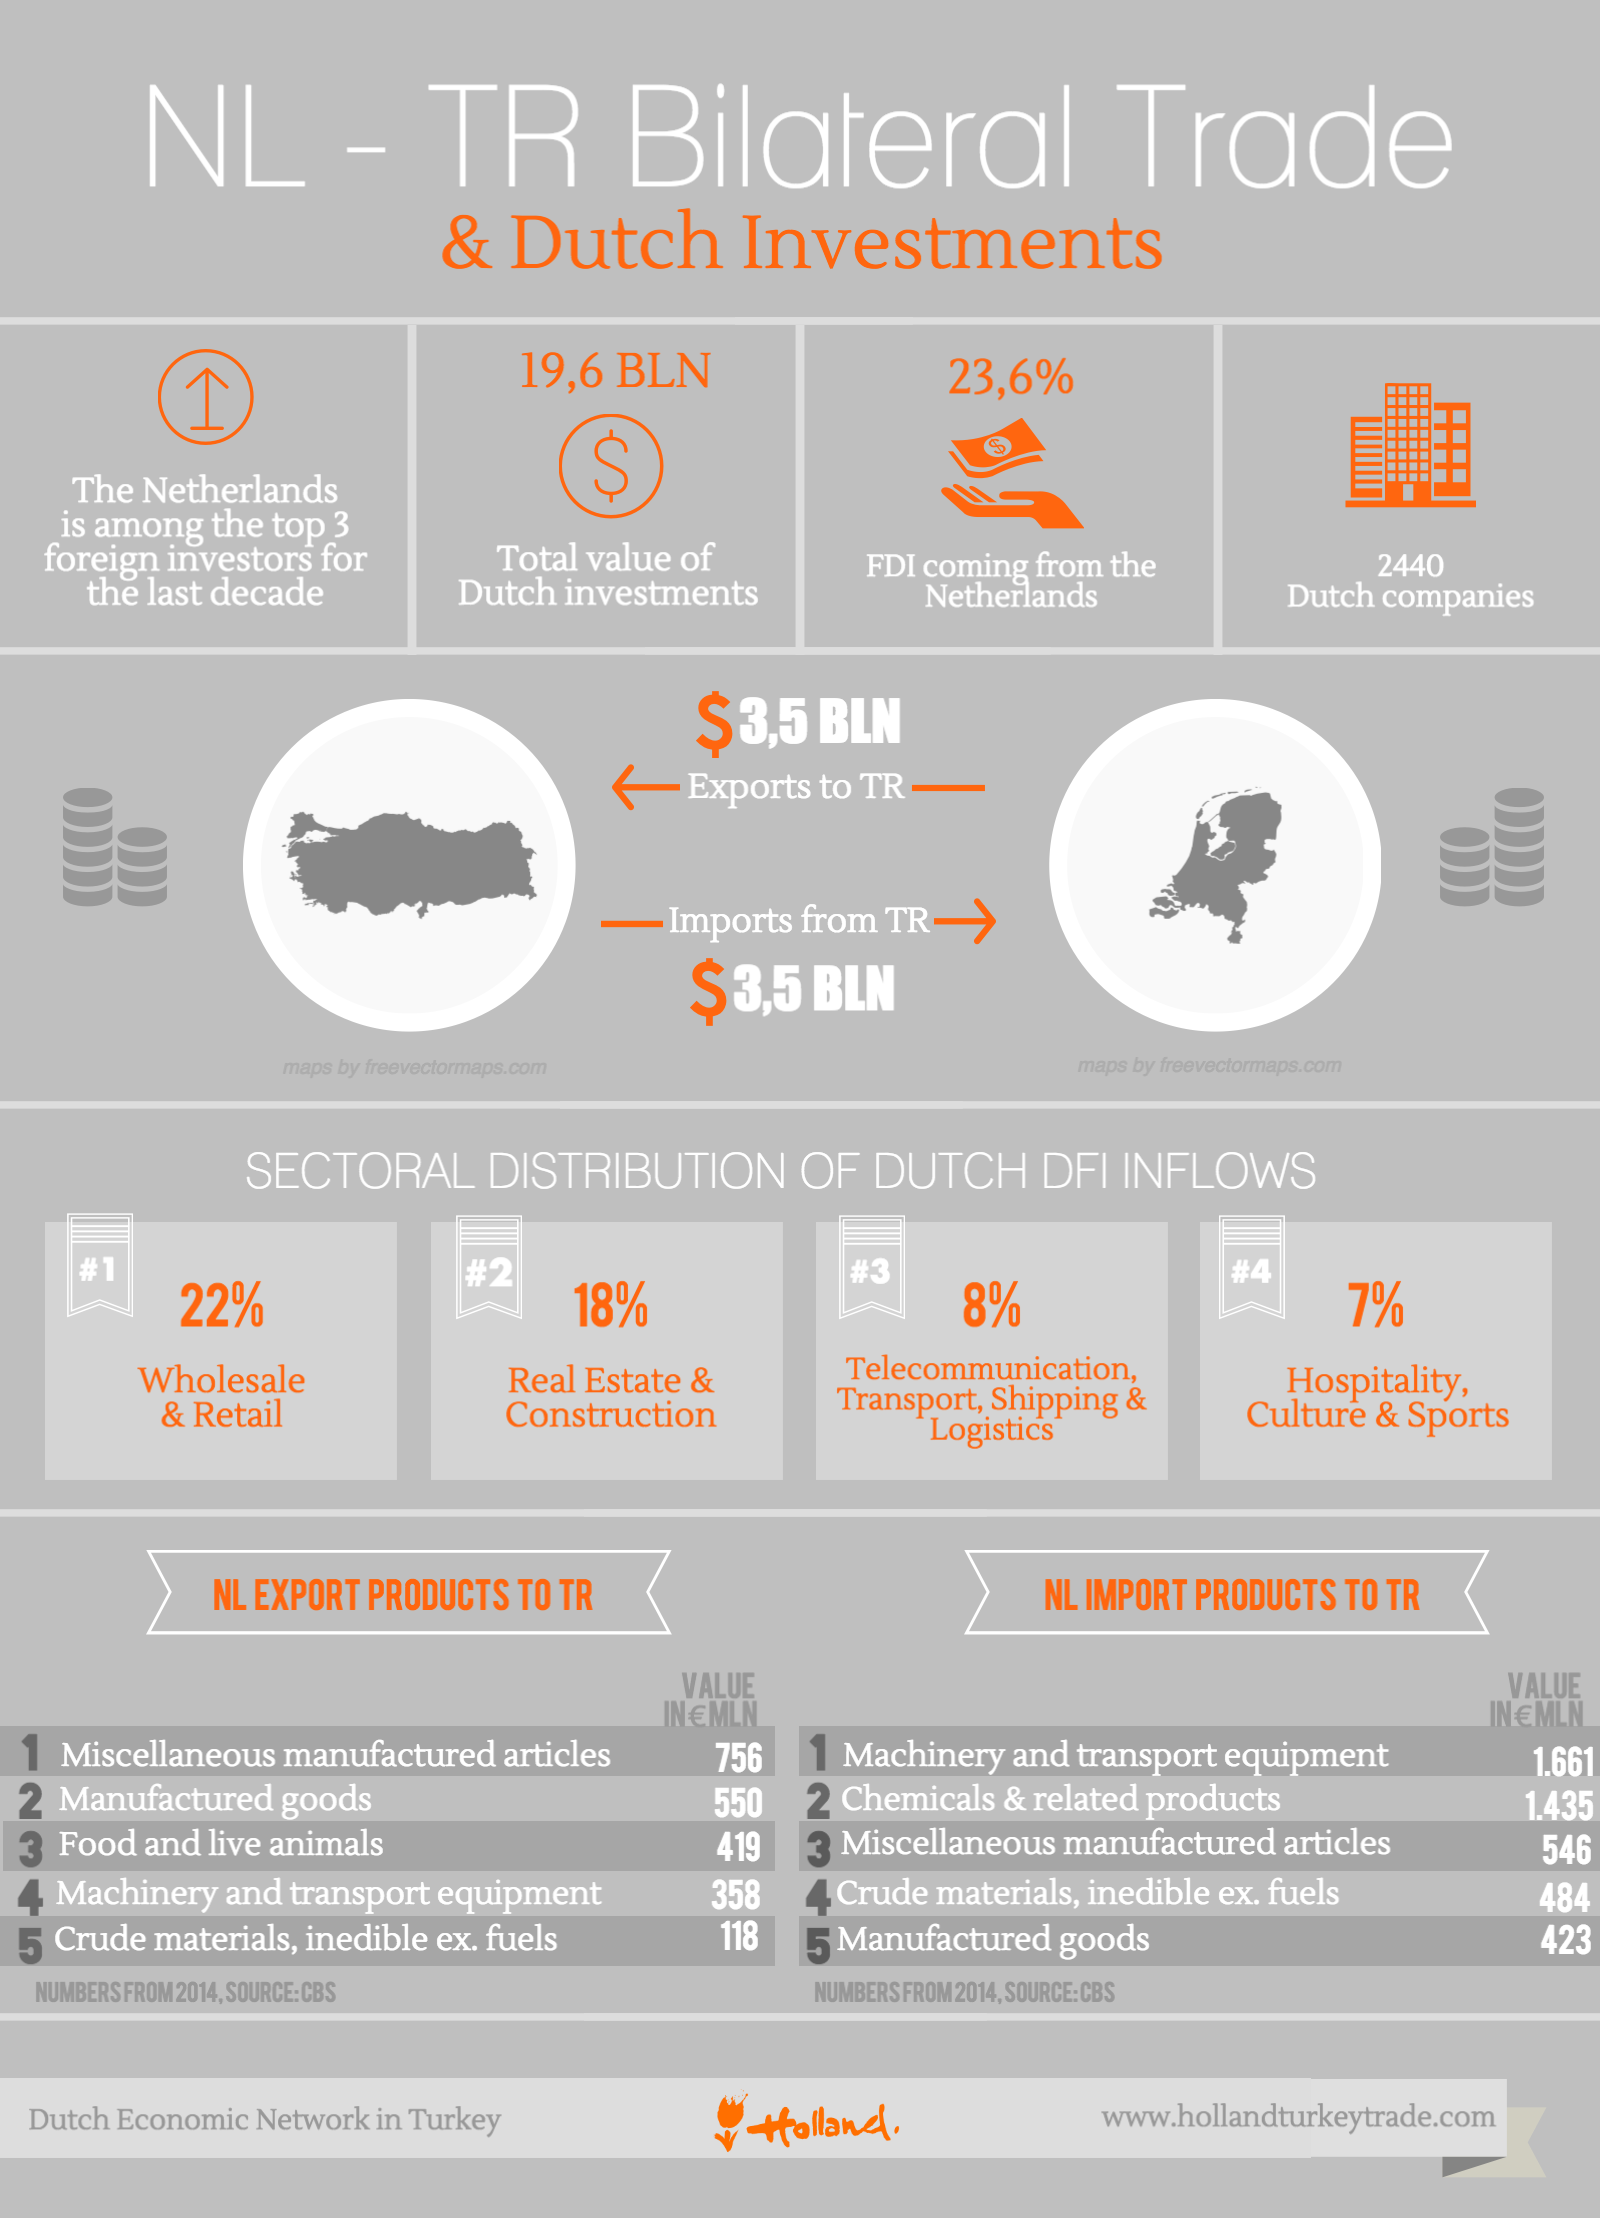 NL - TR Bilateral Trade
& Dutch Investments
The Netherlands
is among the top 3
foreign investors for
the last decade
19,6 BLN
$
Total value of
Dutch investments
23,6%
$
FDI coming from the
Netherlands
2440
Dutch companies
$ 3,5 BLN
Exports to TR
Imports from TR
$ 3,5 BLN
maps by freevectormaps.com
maps by freevectormaps.com
SECTORAL DISTRIBUTION OF DUTCH DFI INFLOWS
#1
22%
Wholesale
& Retail
#2
18%
Real Estate &
Construction
#3
8%
Telecommunication,
Transport, Shipping &
Logistics
#4
7%
Hospitality,
Culture & Sports
NL EXPORT PRODUCTS TO TR
VALUE
IN€MLN
1 Miscellaneous manufactured articles 756
2 Manufactured goods 550
3 Food and live animals 419
4 Machinery and transport equipment 358
5 Crude materials, inedible ex. fuels 118
NUMBERS FROM 2014, SOURCE: CBS
NL IMPORT PRODUCTS TO TR
VALUE
IN€MLN
1 Machinery and transport equipment 1.661
2 Chemicals & related products 1.435
3 Miscellaneous manufactured articles 546
4 Crude materials, inedible ex. fuels 484
5 Manufactured goods 423
NUMBERS FROM 2014, SOURCE: CBS
Dutch Economic Network in Turkey
Holland.
www.hollandturkeytrade.com